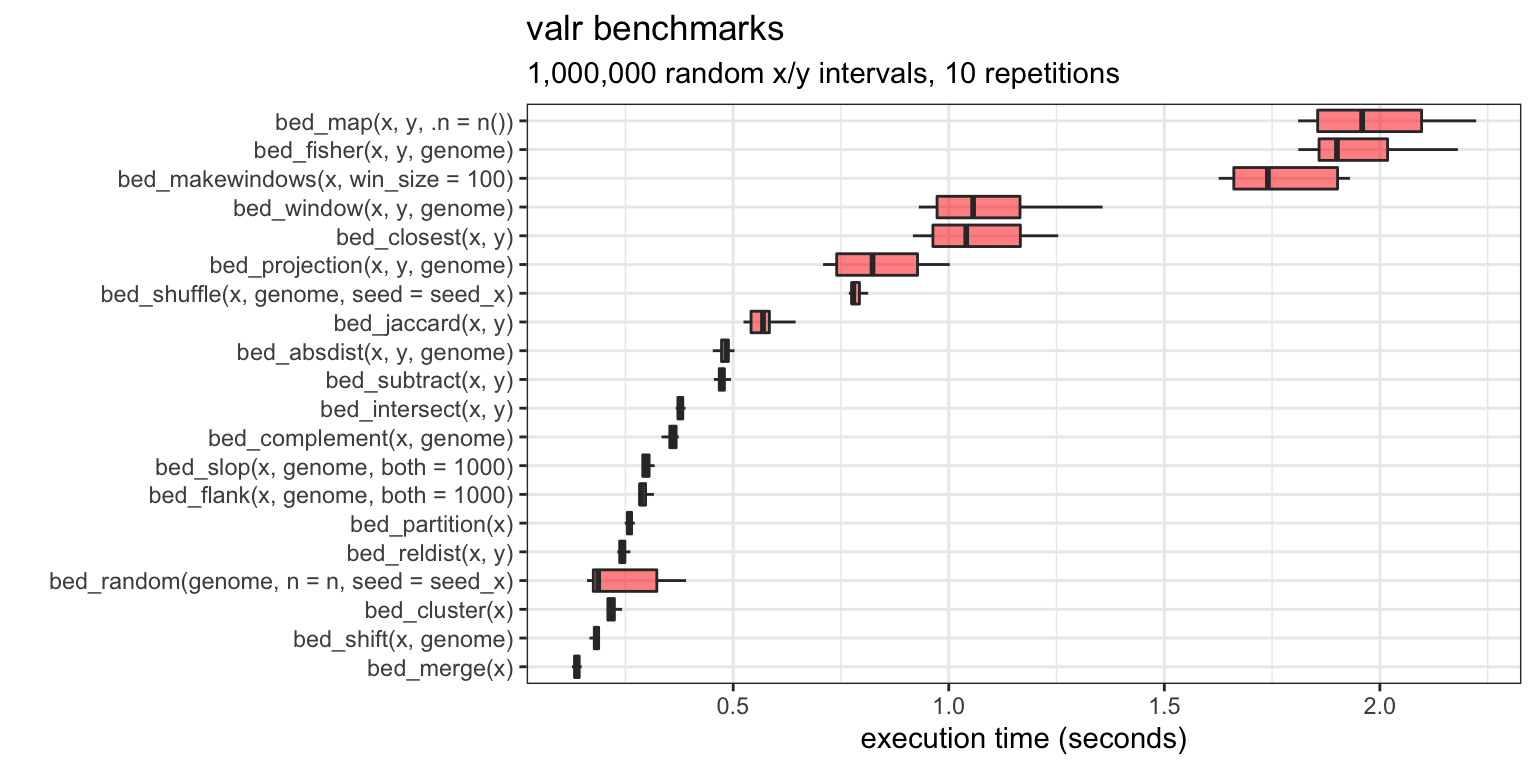 valr benchmarks
1,000,000 random x/y intervals, 10 repetitions
bed_map(x, y, .n = n())
bed_fisher(x, y, genome)
bed_makewindows(x, win_size = 100)
bed_window(x, y, genome)
bed_closest(x, y)
bed_projection(x, y, genome)
bed_shuffle(x, genome, seed = seed_x)
bed_jaccard(x, y)
bed_absdist(x, y, genome)
bed_subtract(x, y)
bed_intersect(x, y)
bed_complement(x, genome)
bed_slop(x, genome, both = 1000)
bed_flank(x, genome, both = 1000)
bed_partition(x)
bed_reldist(x, y)
bed_random(genome, n = n, seed = seed_x)
bed_cluster(x)
bed_shift(x, genome)
bed_merge(x)
0.5 1.0 1.5 2.0
execution time (seconds)